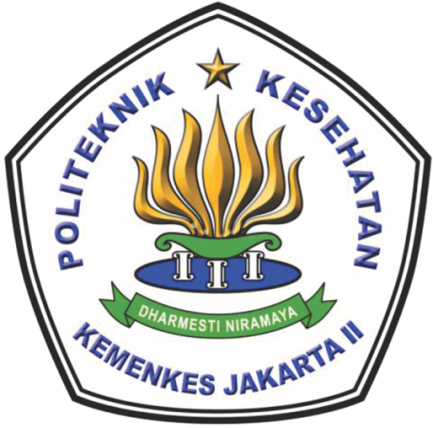 POLITEKNIK KESEHATAN
DHARMESTI NIRAMAYA
KEMENKES JAKARTA II